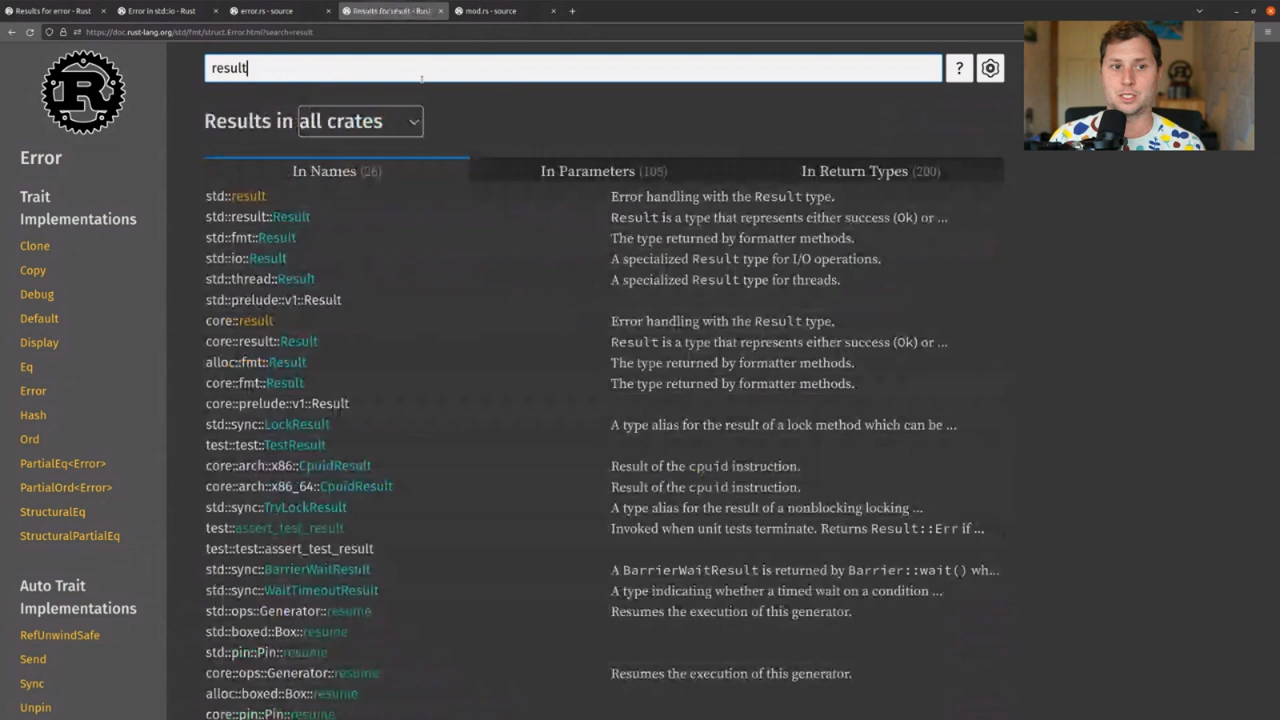 Results for error - Rust
Error in std::io - Rust
error.rs - source
Results for result - Rust
mod.rs - source
https://doc.rust-lang.org/std/fmt/struct.Error.html?search=result
result
?
Results in all crates
In Names (26)
In Parameters (105)
In Return Types (200)
std::result Error handling with the Result type.
std::result::Result Result is a type that represents either success (Ok) or ...
std::fmt::Result The type returned by formatter methods.
std::io::Result A specialized Result type for I/O operations.
std::thread::Result A specialized Result type for threads.
std::prelude::v1::Result
core::result Error handling with the Result type.
core::result::Result Result is a type that represents either success (Ok) or ...
alloc::fmt::Result The type returned by formatter methods.
core::fmt::Result The type returned by formatter methods.
core::prelude::v1::Result
std::sync::LockResult A type alias for the result of a lock method which can be ...
test::test::TestResult
core::arch::x86::CpuidResult Result of the cpuid instruction.
core::arch::x86_64::CpuidResult Result of the cpuid instruction.
std::sync::TryLockResult A type alias for the result of a nonblocking locking ...
test::assert_test_result Invoked when unit tests terminate. Returns Result::Err if ...
test::test::assert_test_result
std::sync::BarrierWaitResult A BarrierWaitResult is returned by Barrier::wait() wh...
std::sync::WaitTimeoutResult A type indicating whether a timed wait on a condition ...
std::ops::Generator::resume Resumes the execution of this generator.
std::boxed::Box::resume
std::pin::Pin::resume
core::ops::Generator::resume Resumes the execution of this generator.
alloc::boxed::Box::resume
core::pin::Pin::resume
R
Error
Trait
Implementations
Clone
Copy
Debug
Default
Display
Eq
Error
Hash
Ord
PartialEq<Error>
PartialOrd<Error>
StructuralEq
StructuralPartialEq
Auto Trait
Implementations
RefUnwindSafe
Send
Sync
Unpin